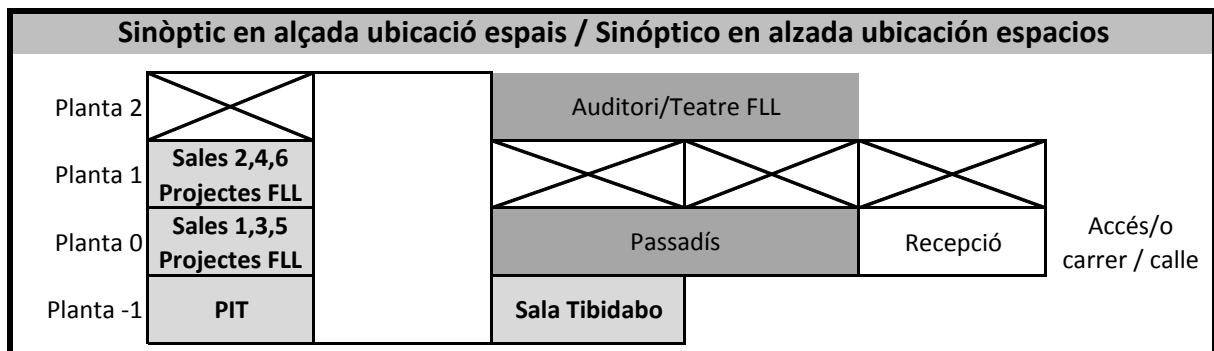 Sinòptic en alçada ubicació espais / Sinóptico en alzada ubicación espacios
Planta 2
Auditori/Teatre FLL
Planta 1
Sales 2,4,6
Projectes FLL
Planta 0
Sales 1,3,5
Projectes FLL
Passadís
Recepció
Accés/o
carrer / calle
Planta -1
PIT
Sala Tibidabo